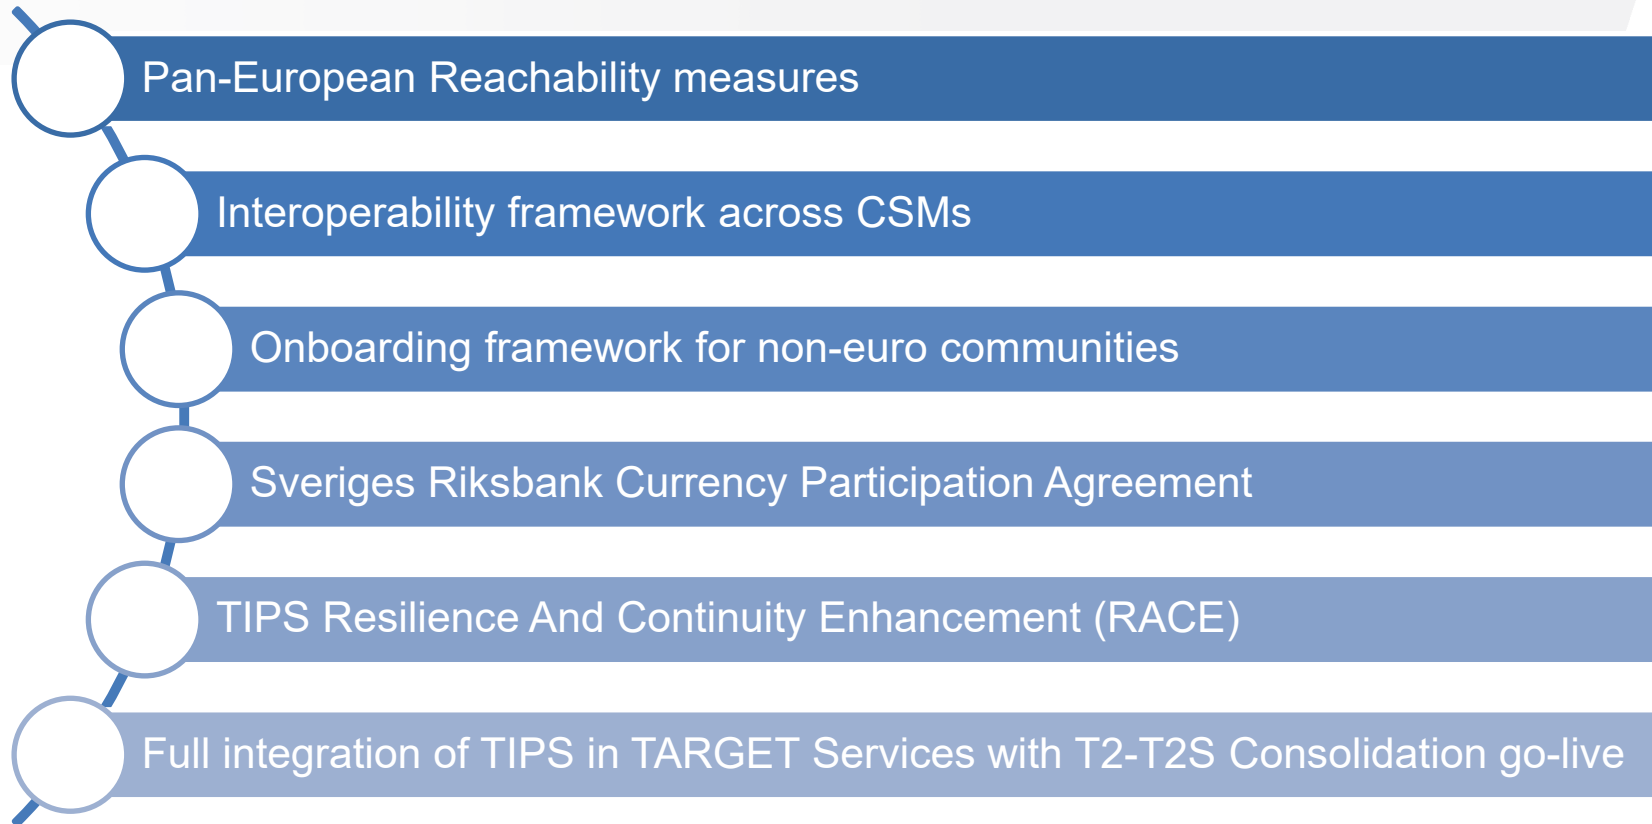 Pan-European Reachability measures
Interoperability framework across CSMs
Onboarding framework for non-euro communities
Sveriges Riksbank Currency Participation Agreement
TIPS Resilience And Continuity Enhancement (RACE)
Full integration of TIPS in TARGET Services with T2-T2S Consolidation go-live